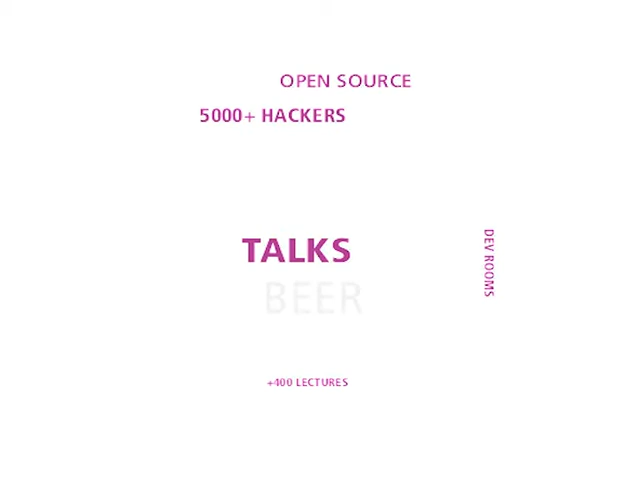 OPEN SOURCE
5000+ HACKERS
TALKS
DEV ROOMS
BEER
+400 LECTURES